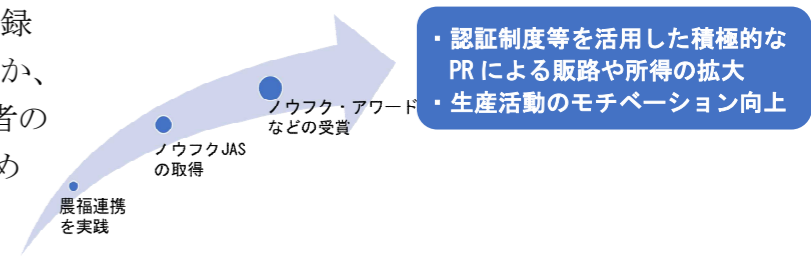 録
か、
者の
め
農福連携
を実践
ノウフクJAS
の取得
ノウフク・アワード
などの受賞
・認証制度等を活用した積極的な
PRによる販路や所得の拡大
・生産活動のモチベーション向上